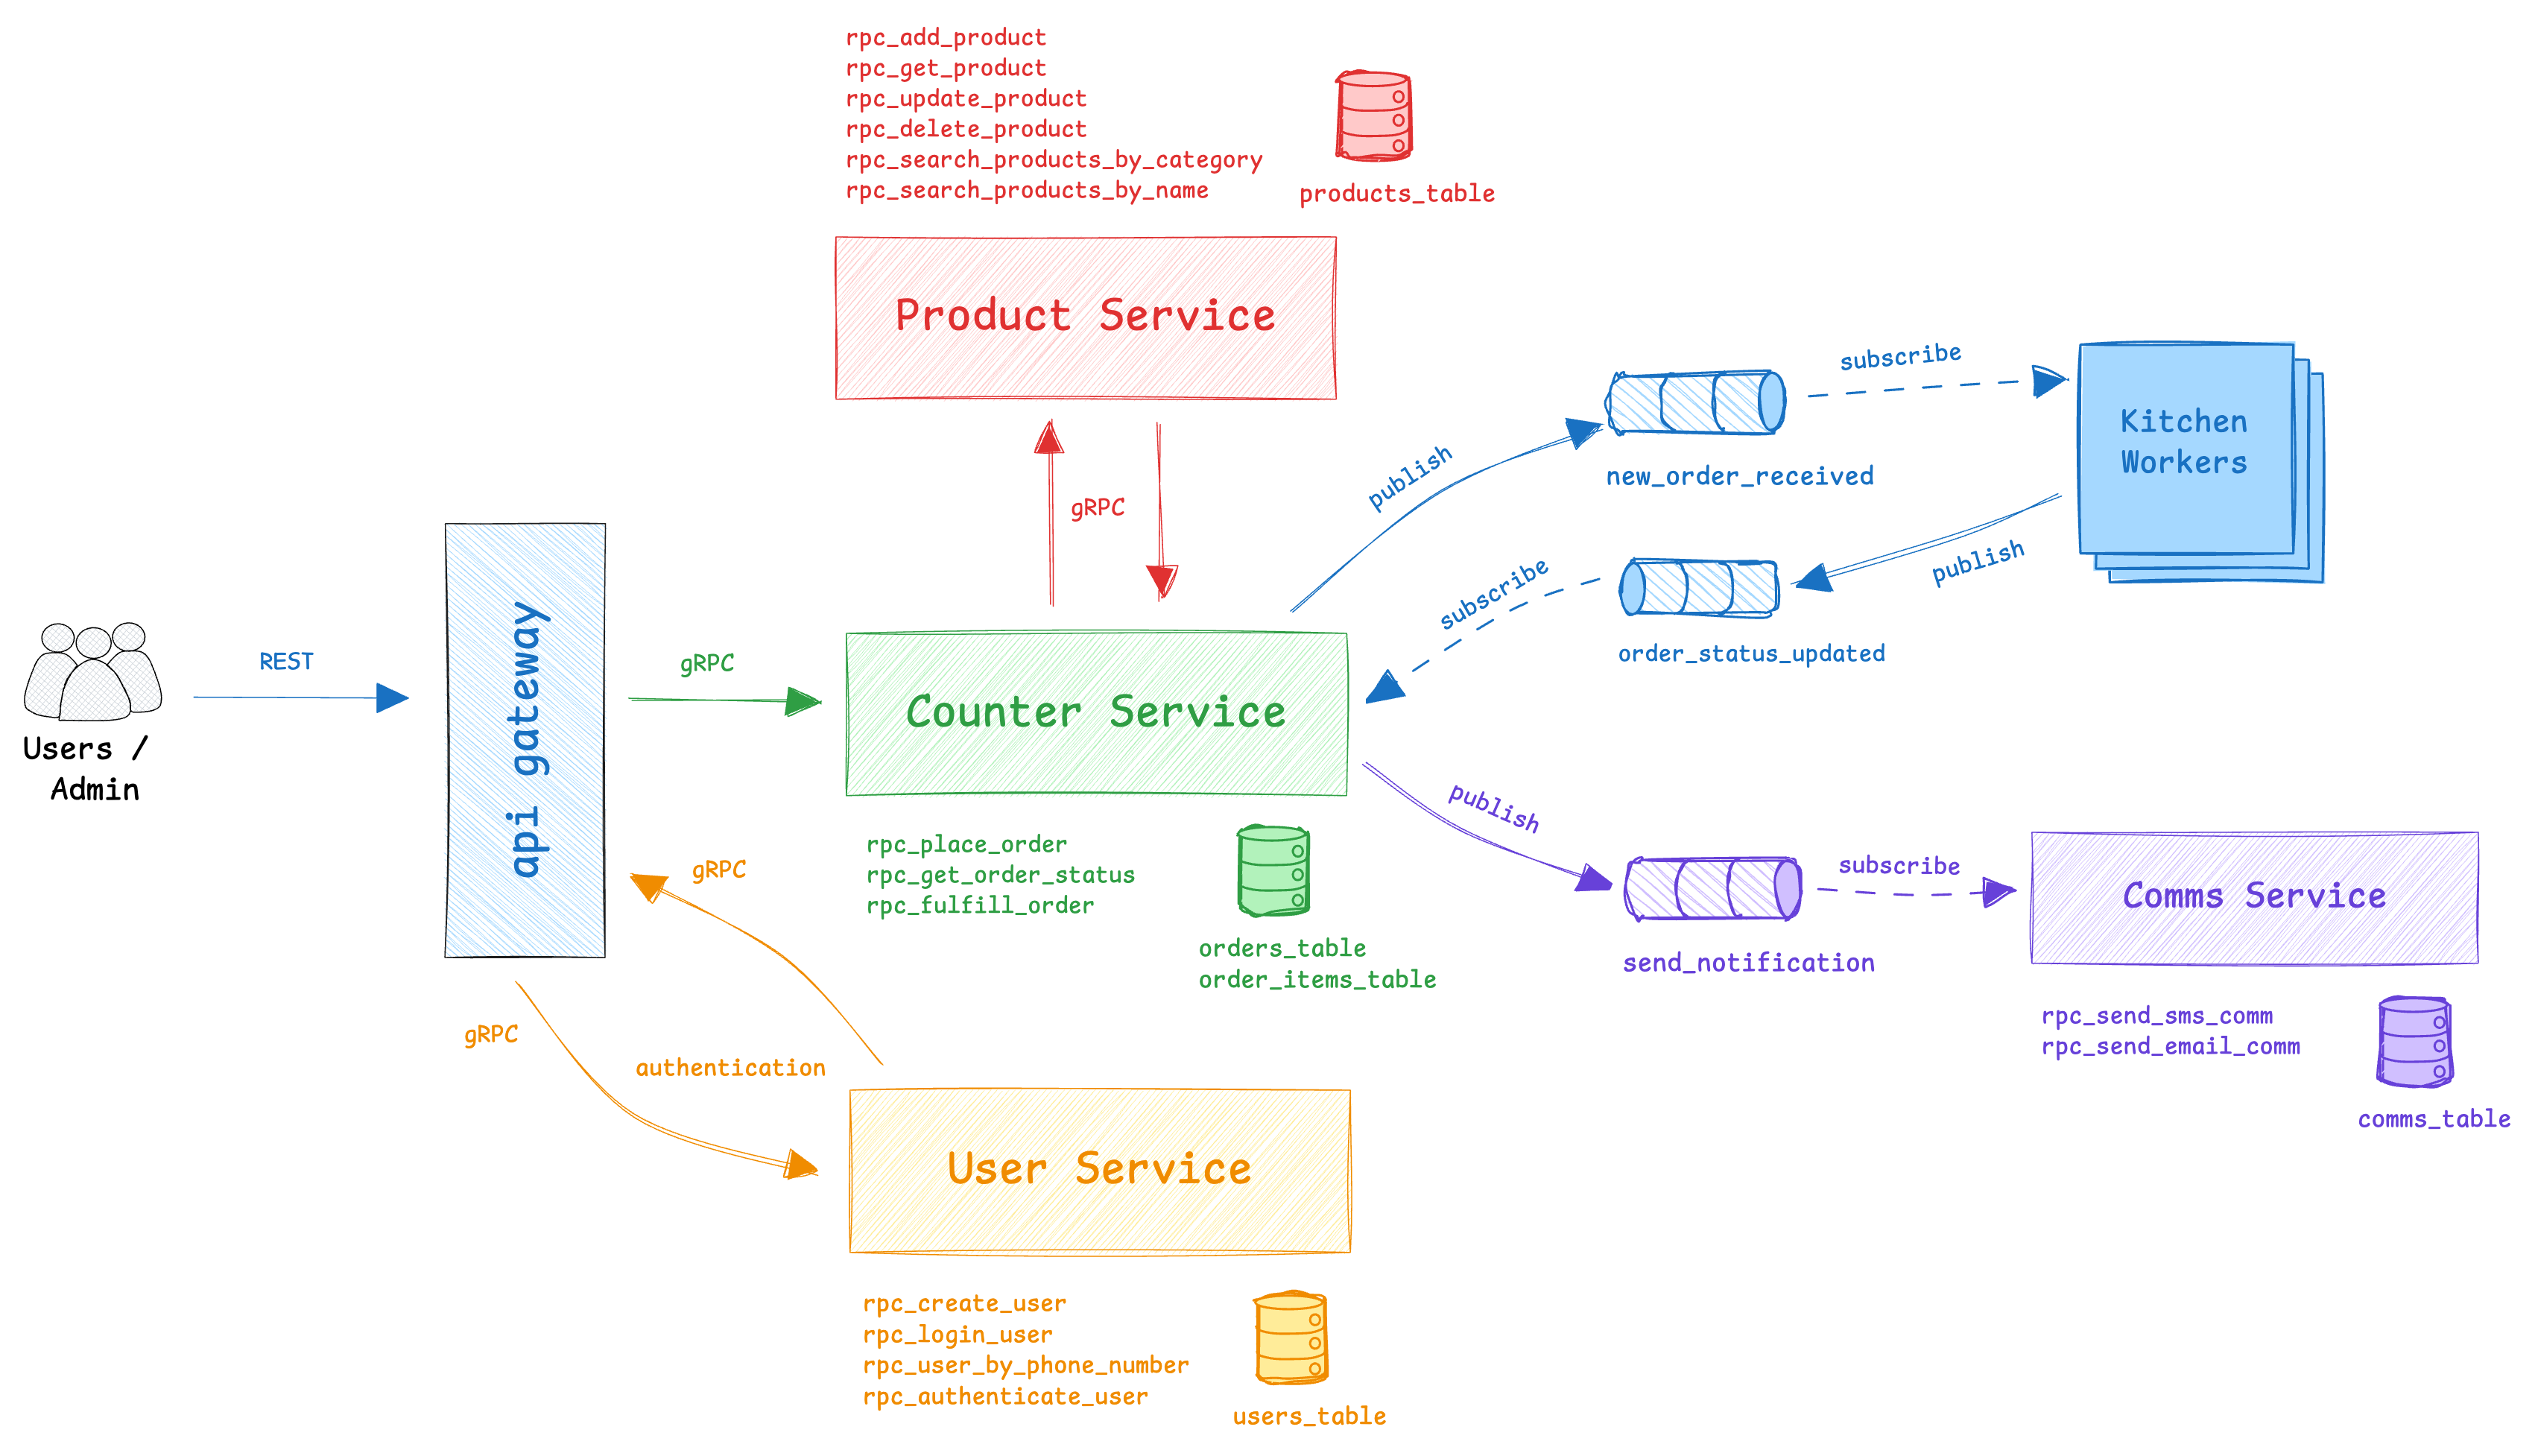 rpc_add_product
rpc_get_product
rpc_update_product
rpc_delete_product
rpc_search_products_by_category
rpc_search_products_by_name
products_table
Product Service
gRPC
publish
new_order_received
subscribe
Kitchen
Workers
publish
subscribe
order_status_updated
Users /
Admin
REST
api gateway
gRPC
Counter Service
rpc_place_order
rpc_get_order_status
rpc_fulfill_order
orders_table
order_items_table
publish
send_notification
subscribe
Comms Service
rpc_send_sms_comm
rpc_send_email_comm
comms_table
gRPC
gRPC
authentication
User Service
rpc_create_user
rpc_login_user
rpc_user_by_phone_number
rpc_authenticate_user
users_table